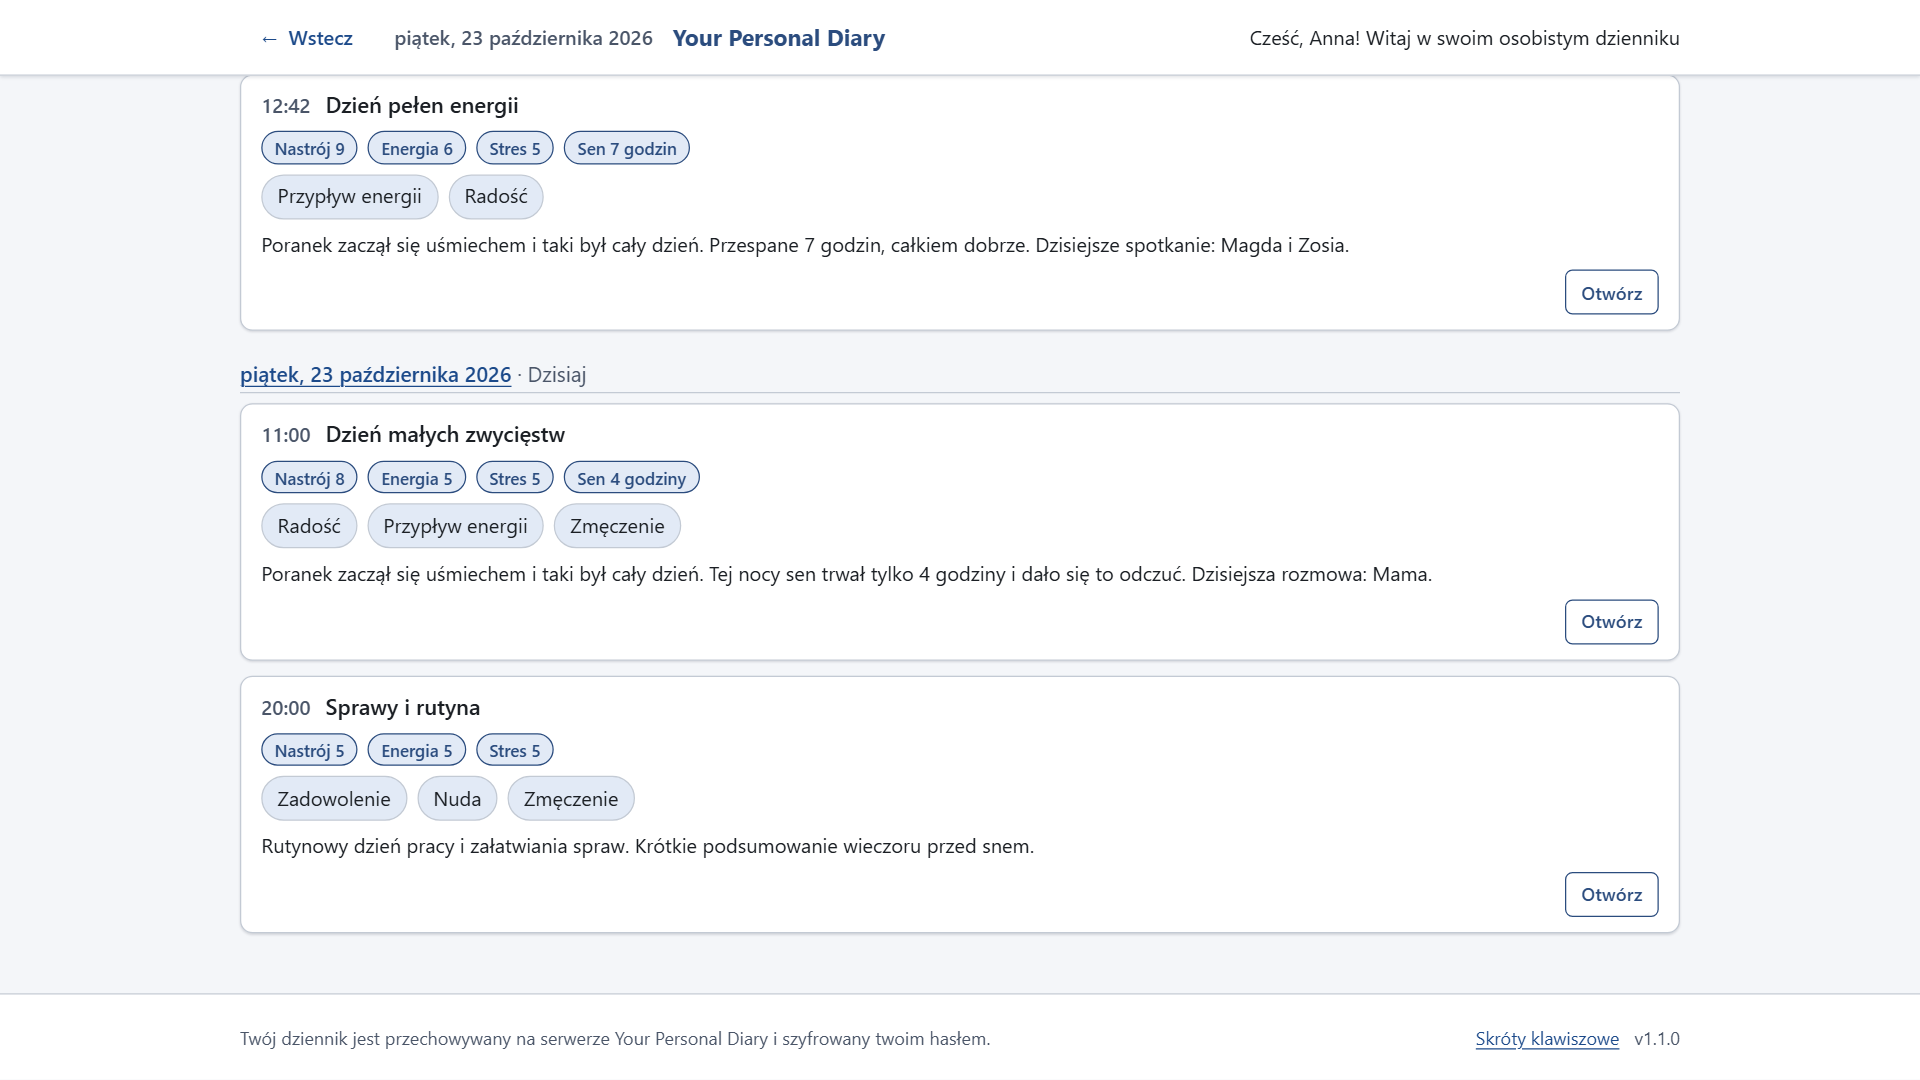 ← Wstecz piątek, 23 października 2026 Your Personal Diary Cześć, Anna! Witaj w swoim osobistym dzienniku
12:42 Dzień pełen energii
Nastrój 9 Energia 6 Stres 5 Sen 7 godzin
Przypływ energii Radość
Poranek zaczął się uśmiechem i taki był cały dzień. Przespane 7 godzin, całkiem dobrze. Dzisiejsze spotkanie: Magda i Zosia.
Otwórz
piątek, 23 października 2026 · Dzisiaj
11:00 Dzień małych zwycięstw
Nastrój 8 Energia 5 Stres 5 Sen 4 godziny
Radość Przypływ energii Zmęczenie
Poranek zaczął się uśmiechem i taki był cały dzień. Tej nocy sen trwał tylko 4 godziny i dało się to odczuć. Dzisiejsza rozmowa: Mama.
Otwórz
20:00 Sprawy i rutyna
Nastrój 5 Energia 5 Stres 5
Zadowolenie Nuda Zmęczenie
Rutynowy dzień pracy i załatwiania spraw. Krótkie podsumowanie wieczoru przed snem.
Otwórz
Twój dziennik jest przechowywany na serwerze Your Personal Diary i szyfrowany twoim hasłem. Skróty klawiszowe v1.1.0